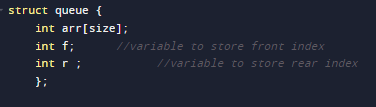 struct queue {
int arr[size];
int f; //variable to store front index
int r ; //variable to store rear index
};